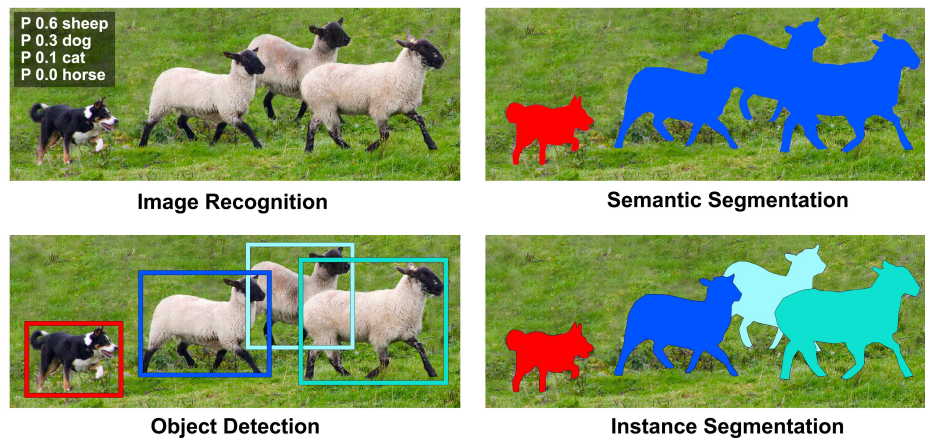 P 0.6 sheep
P 0.3 dog
P 0.1 cat
P 0.0 horse
Image Recognition
Semantic Segmentation
Object Detection
Instance Segmentation